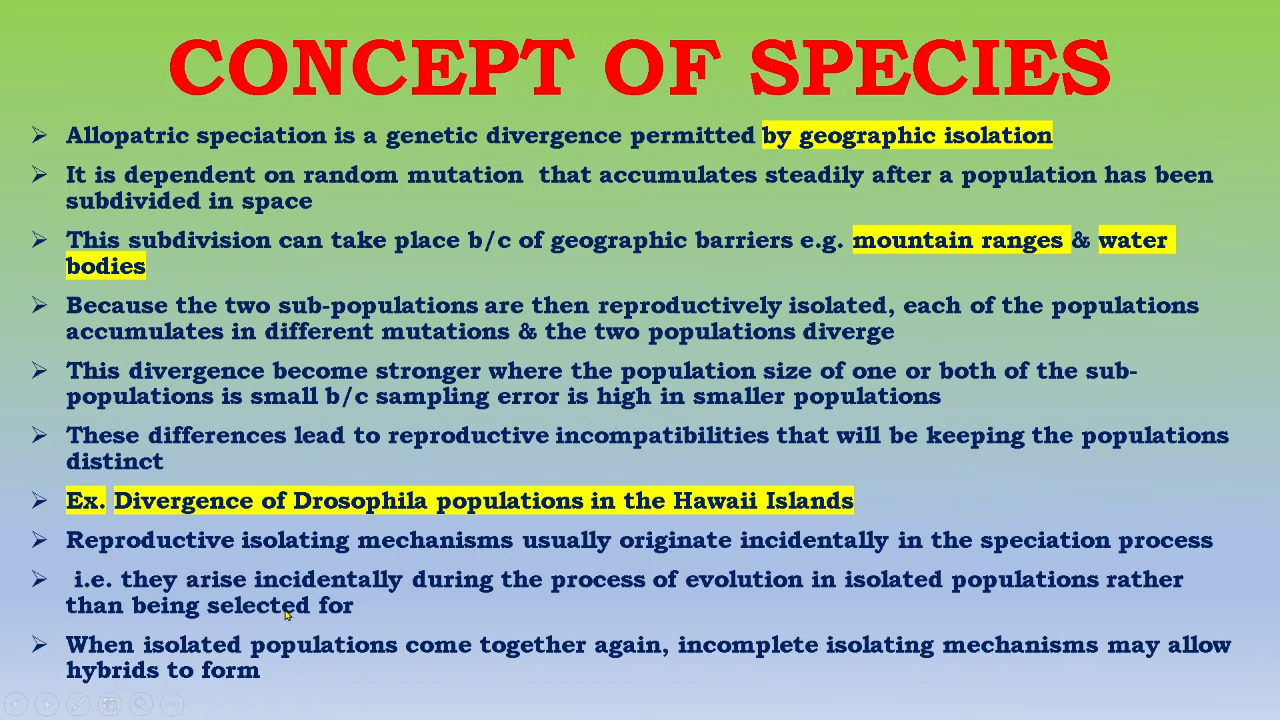 CONCEPT OF SPECIES
➢ Allopatric speciation is a genetic divergence permitted by geographic isolation
➢ It is dependent on random mutation that accumulates steadily after a population has been
subdivided in space
➢ This subdivision can take place b/c of geographic barriers e.g. mountain ranges & water
bodies
➢ Because the two sub-populations are then reproductively isolated, each of the populations
accumulates in different mutations & the two populations diverge
➢ This divergence become stronger where the population size of one or both of the sub-
populations is small b/c sampling error is high in smaller populations
➢ These differences lead to reproductive incompatibilities that will be keeping the populations
distinct
➢ Ex. Divergence of Drosophila populations in the Hawaii Islands
➢ Reproductive isolating mechanisms usually originate incidentally in the speciation process
➢ i.e. they arise incidentally during the process of evolution in isolated populations rather
than being selected for
➢ When isolated populations come together again, incomplete isolating mechanisms may allow
hybrids to form